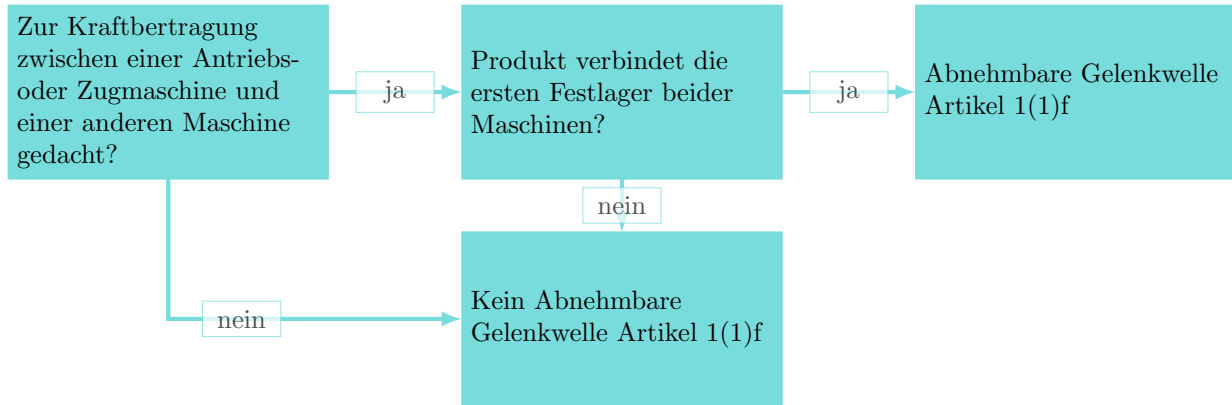 Zur Kraftbertragung
zwischen einer Antriebs-
oder Zugmaschine und
einer anderen Maschine
gedacht?
ja
Produkt verbindet die
ersten Festlager beider
Maschinen?
ja
Abnehmbare Gelenkwelle
Artikel 1(1)f
nein
Kein Abnehmbare
Gelenkwelle Artikel 1(1)f
nein